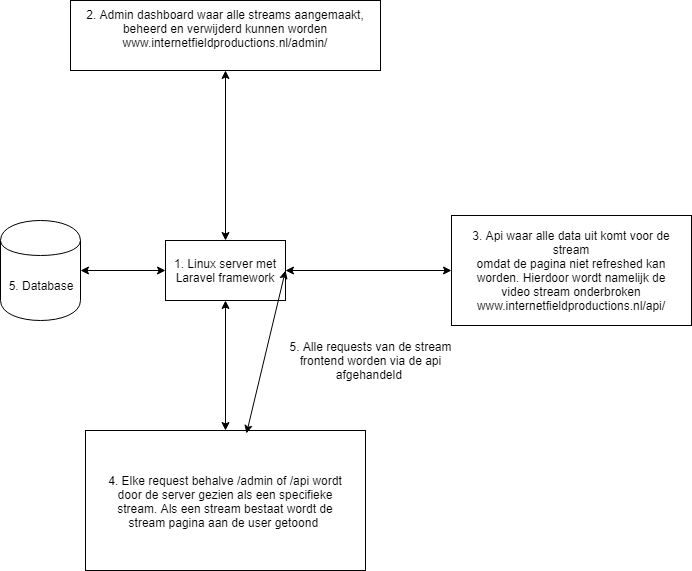 2. Admin dashboard waar alle streams aangemaakt,
beheerd en verwijderd kunnen worden
www.internetfieldproductions.nl/admin/
5. Database
1. Linux server met
Laravel framework
3. Api waar alle data uit komt voor de
stream
omdat de pagina niet refreshed kan
worden. Hierdoor wordt namelijk de
video stream onderbroken
www.internetfieldproductions.nl/api/
5. Alle requests van de stream
frontend worden via de api
afgehandeld
4. Elke request behalve /admin of /api wordt
door de server gezien als een specifieke
stream. Als een stream bestaat wordt de
stream pagina aan de user getoond